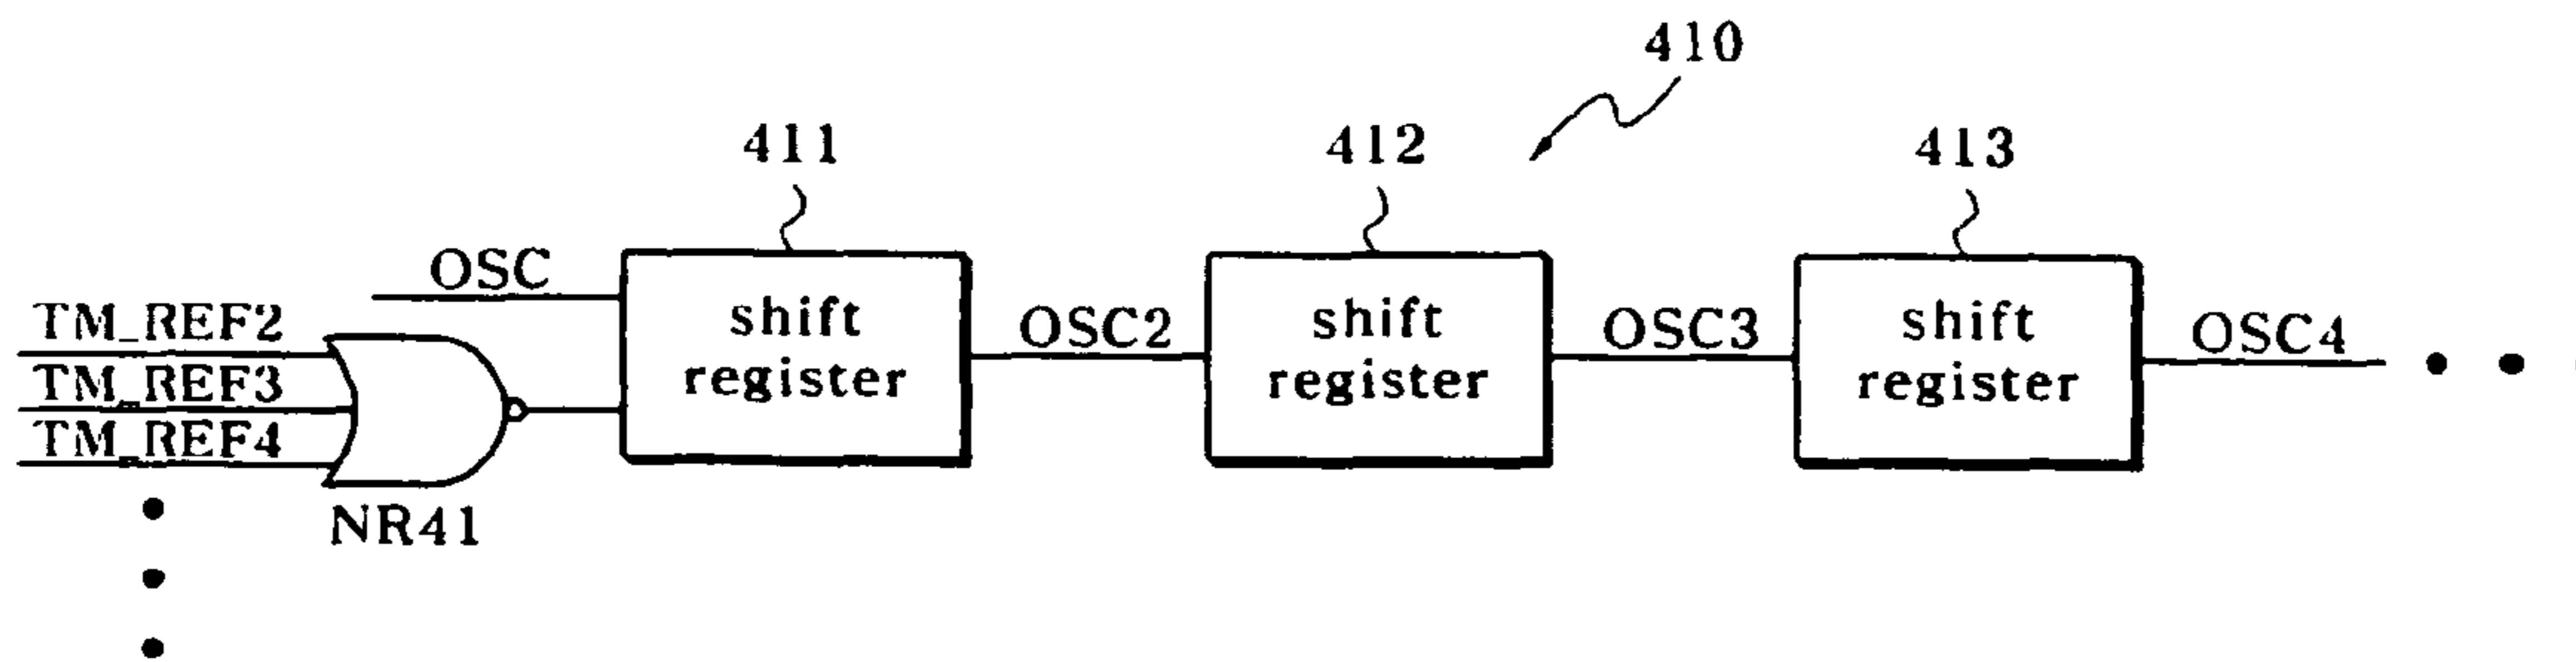 410
411
412
413
OSC
TM_REF2
TM_REF3
TM_REF4
NR41
shift
register
OSC2
shift
register
OSC3
shift
register
OSC4